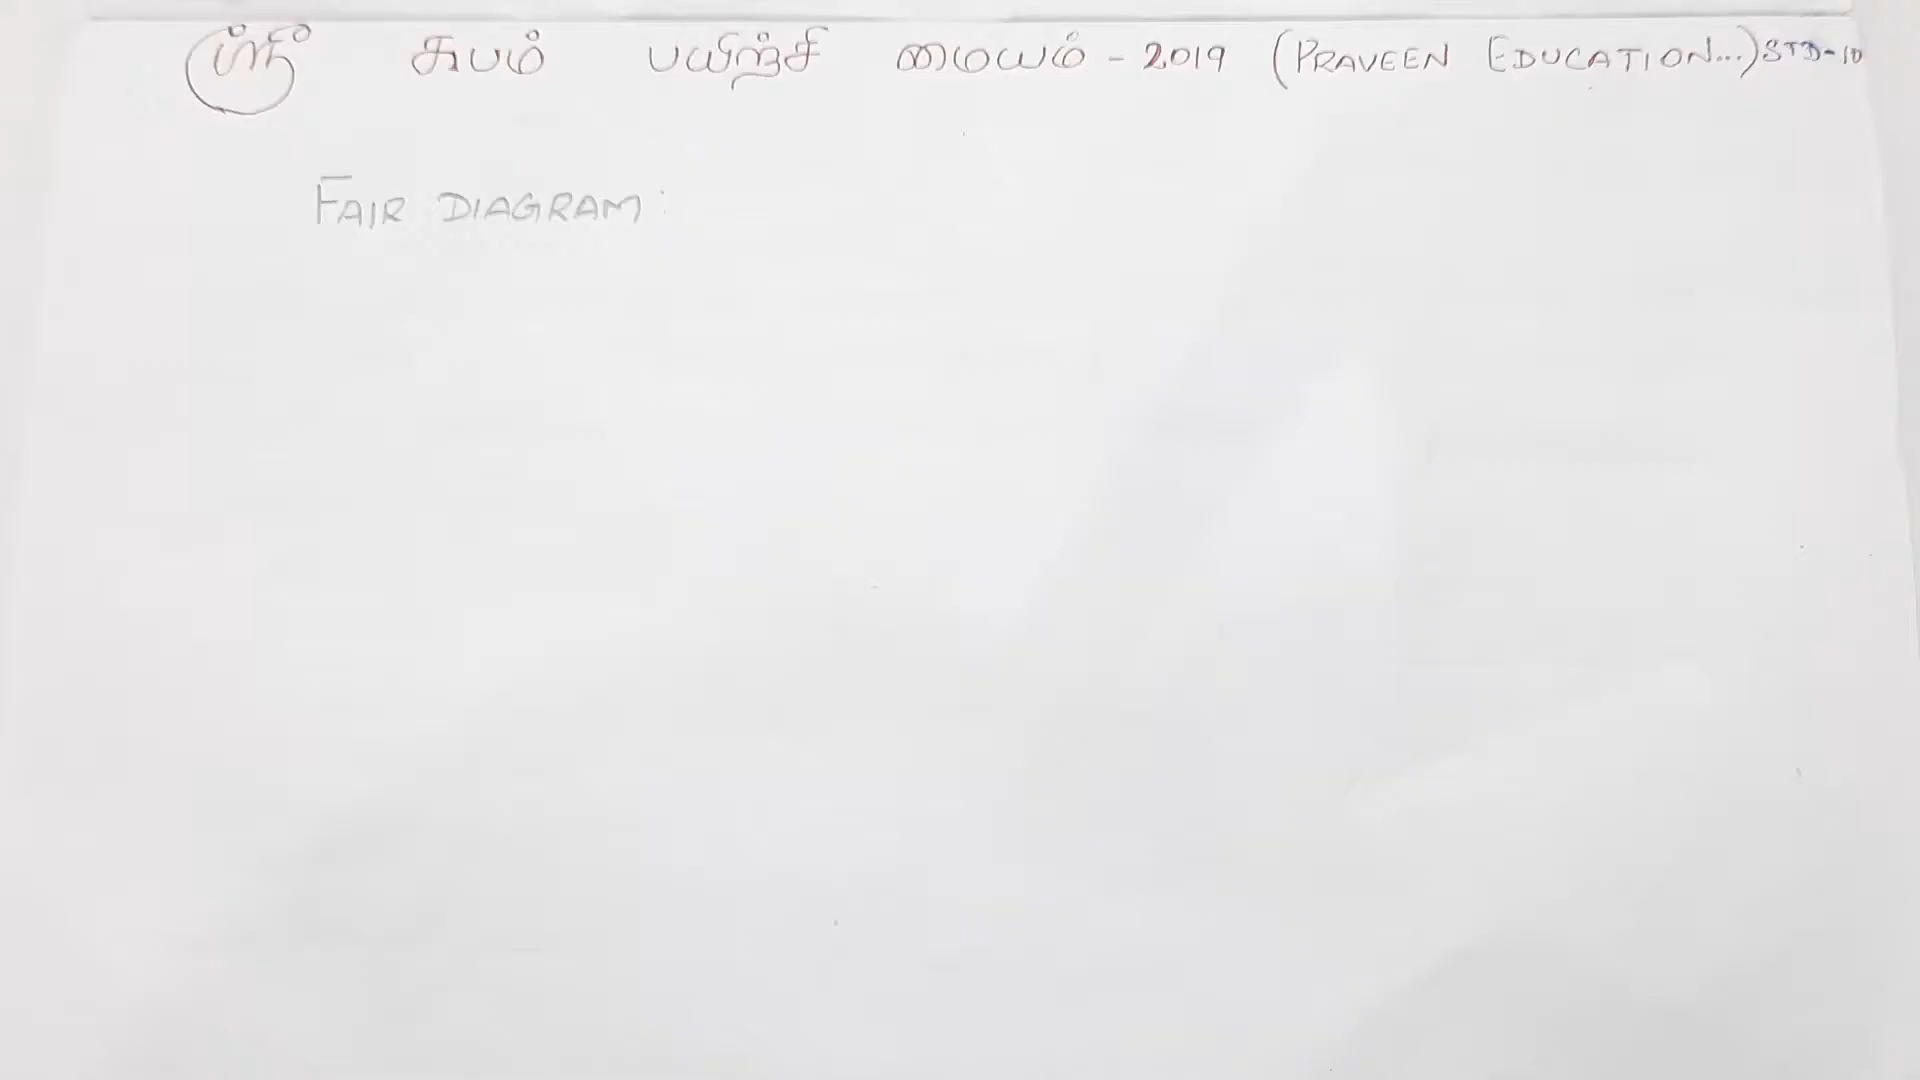 ஸ்ரீ சுபம் பயிற்சி மையம் - 2019 (PRAVEEN EDUCATION...) STD-10
FAIR DIAGRAM: